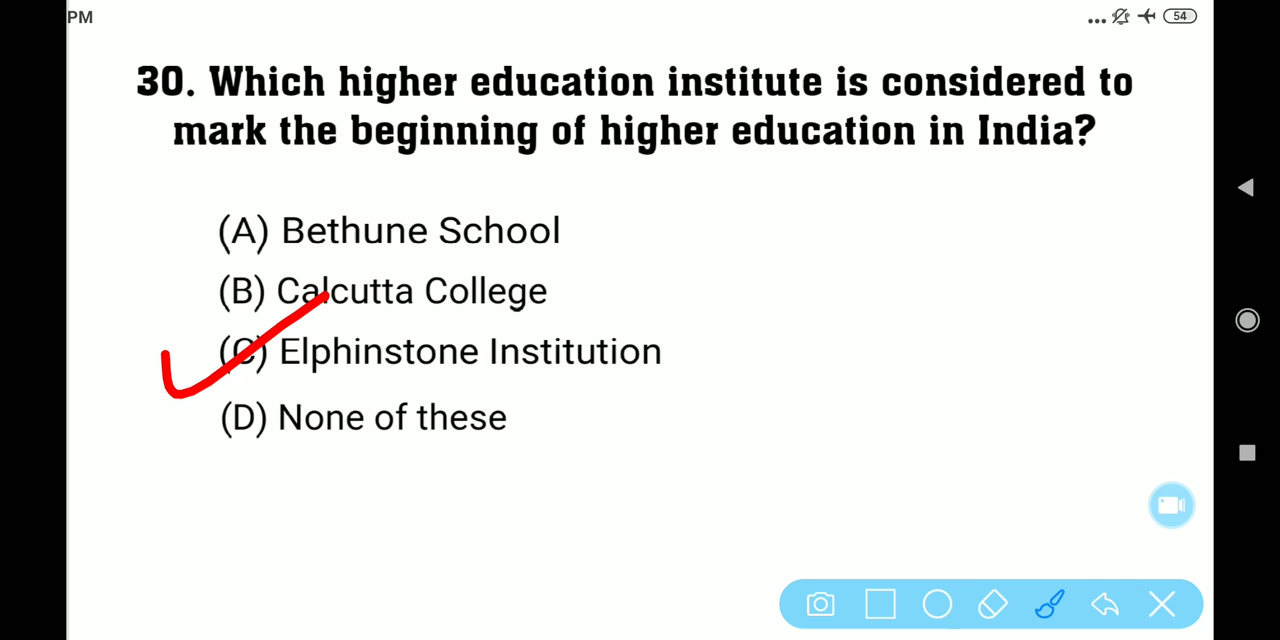 PM
54
30. Which higher education institute is considered to
mark the beginning of higher education in India?
(A) Bethune School
(B) Calcutta College
(C) Elphinstone Institution
(D) None of these